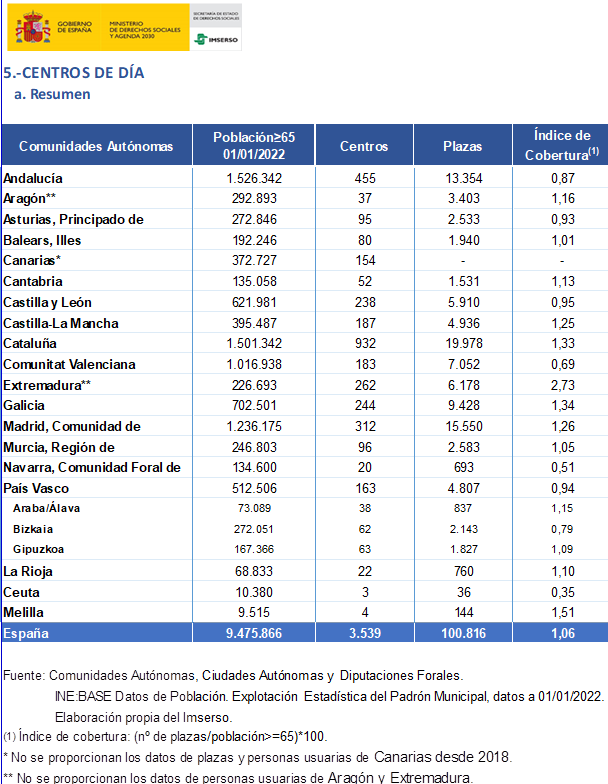 GOBIERNO
DE ESPAÑA
MINISTERIO
DE DERECHOS SOCIALES
Y AGENDA 2030
SECRETARÍA DE ESTADO
DE DERECHOS SOCIALES
IMSERSO
5.-CENTROS DE DÍA
a. Resumen
Comunidades Autónomas Población≥65 01/01/2022 Centros Plazas Índice de Cobertura(1)
Andalucía 1.526.342 455 13.354 0,87
Aragón** 292.893 37 3.403 1,16
Asturias, Principado de 272.846 95 2.533 0,93
Balears, Illes 192.246 80 1.940 1,01
Canarias* 372.727 154 - -
Cantabria 135.058 52 1.531 1,13
Castilla y León 621.981 238 5.910 0,95
Castilla-La Mancha 395.487 187 4.936 1,25
Cataluña 1.501.342 932 19.978 1,33
Comunitat Valenciana 1.016.938 183 7.052 0,69
Extremadura** 226.693 262 6.178 2,73
Galicia 702.501 244 9.428 1,34
Madrid, Comunidad de 1.236.175 312 15.550 1,26
Murcia, Región de 246.803 96 2.583 1,05
Navarra, Comunidad Foral de 134.600 20 693 0,51
País Vasco 512.506 163 4.807 0,94
Araba/Álava 73.089 38 837 1,15
Bizkaia 272.051 62 2.143 0,79
Gipuzkoa 167.366 63 1.827 1,09
La Rioja 68.833 22 760 1,10
Ceuta 10.380 3 36 0,35
Melilla 9.515 4 144 1,51
España 9.475.866 3.539 100.816 1,06
Fuente: Comunidades Autónomas, Ciudades Autónomas y Diputaciones Forales.
INE:BASE Datos de Población. Explotación Estadística del Padrón Municipal, datos a 01/01/2022.
Elaboración propia del Imserso.
(1) Índice de cobertura: (nº de plazas/población>=65)*100.
* No se proporcionan los datos de plazas y personas usuarias de Canarias desde 2018.
** No se proporcionan los datos de personas usuarias de Aragón y Extremadura.